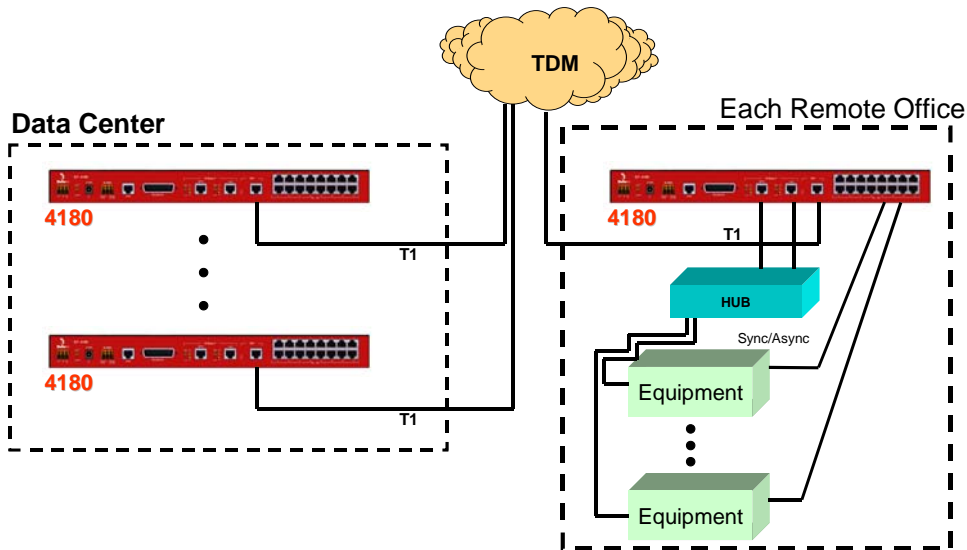 TDM
Each Remote Office
Data Center
4180
4180
T1
T1
HUB
Sync/Async
4180
Equipment
T1
Equipment